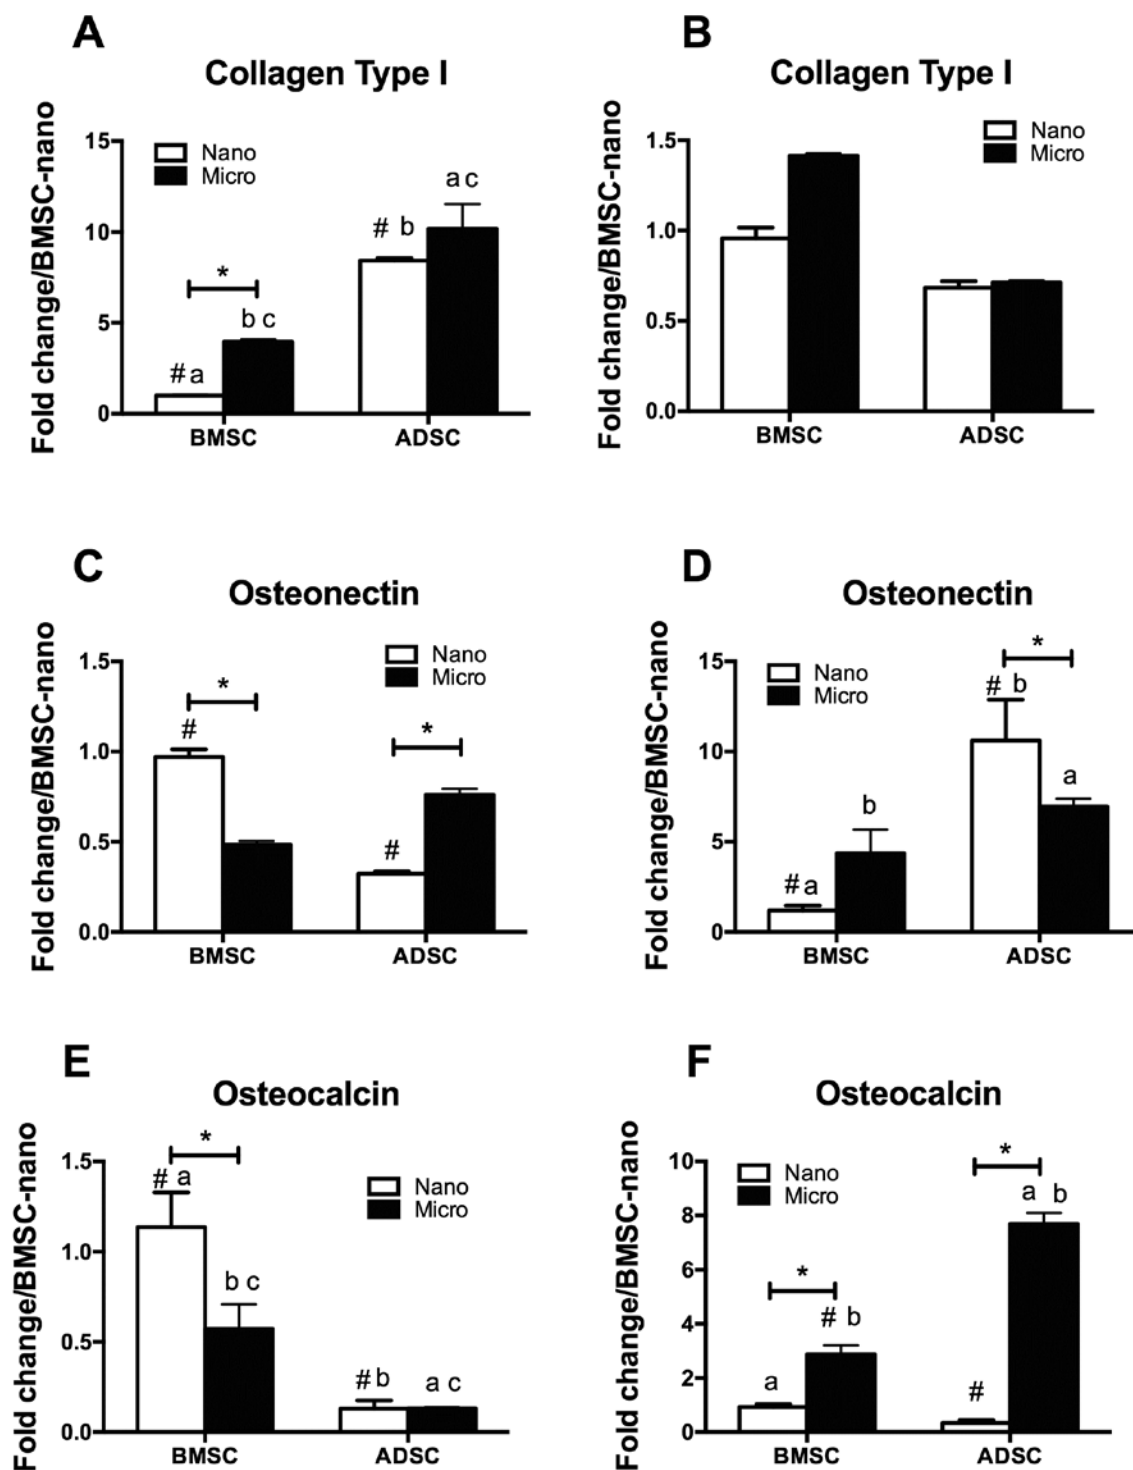 A
Collagen Type I
Fold change/BMSC-nano
15
10
5
0
Nano
Micro
# a
*
b c
# b
a c
BMSC
ADSC
B
Collagen Type I
Fold change/BMSC-nano
1.5
1.0
0.5
0.0
Nano
Micro
BMSC
ADSC
C
Osteonectin
Fold change/BMSC-nano
1.5
1.0
0.5
0.0
Nano
Micro
*
#
*
#
BMSC
ADSC
D
Osteonectin
Fold change/BMSC-nano
15
10
5
0
Nano
Micro
# a
b
*
# b
a
BMSC
ADSC
E
Osteocalcin
Fold change/BMSC-nano
1.5
1.0
0.5
0.0
Nano
Micro
*
# a
b c
# b
a c
BMSC
ADSC
F
Osteocalcin
Fold change/BMSC-nano
10
8
6
4
2
0
Nano
Micro
*
a
# b
*
#
a b
BMSC
ADSC